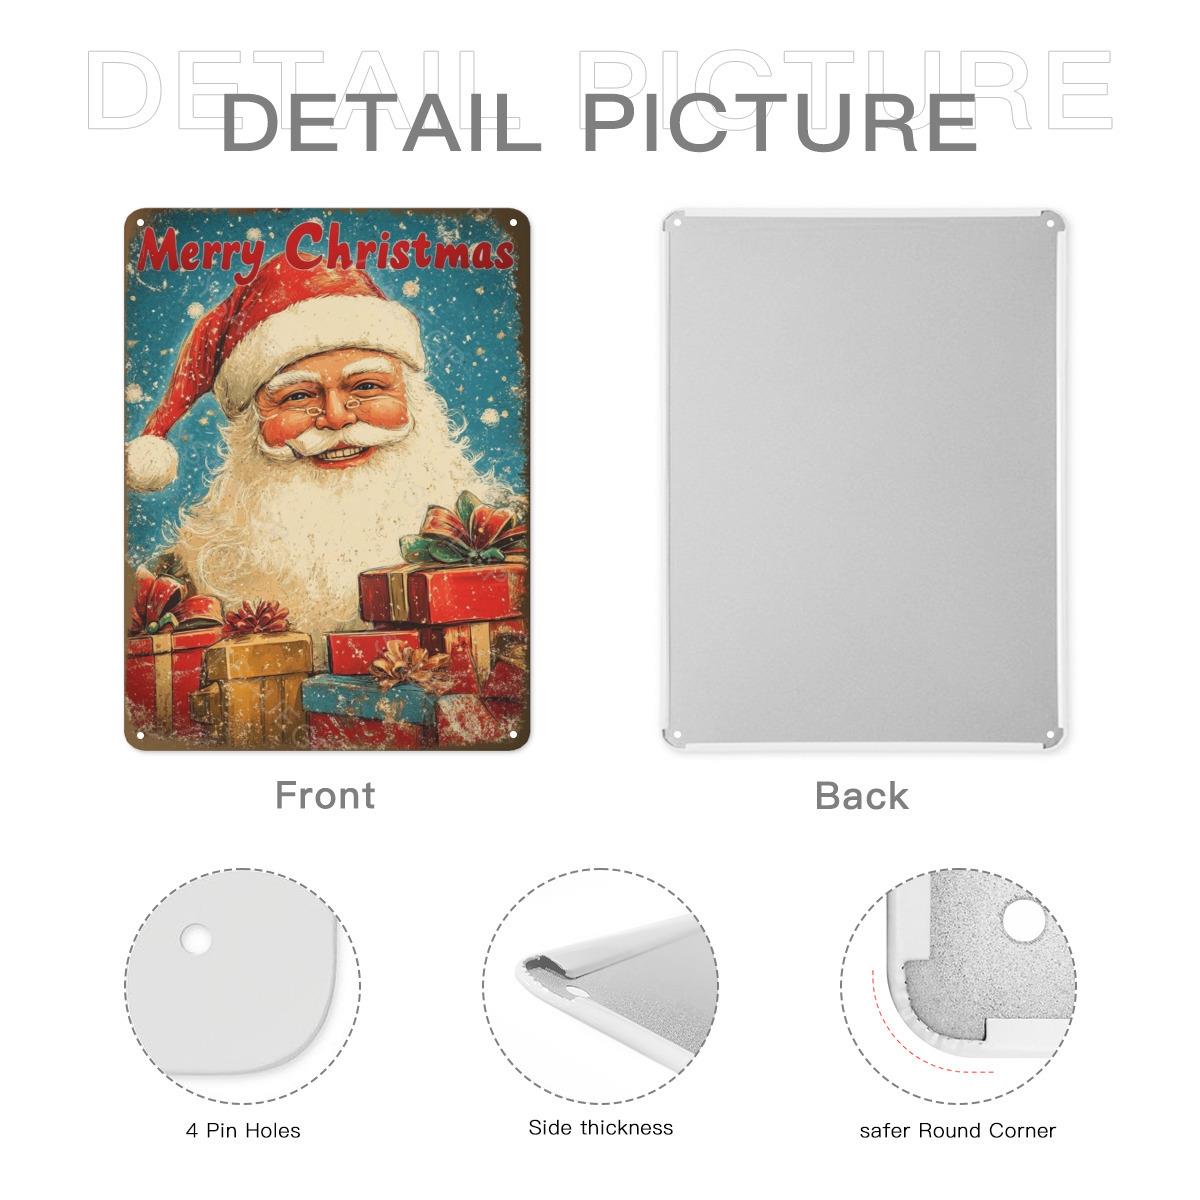 DETAIL PICTURE
DETAIL PICTURE
Merry Christmas
Front
Back
4 Pin Holes
Side thickness
safer Round Corner